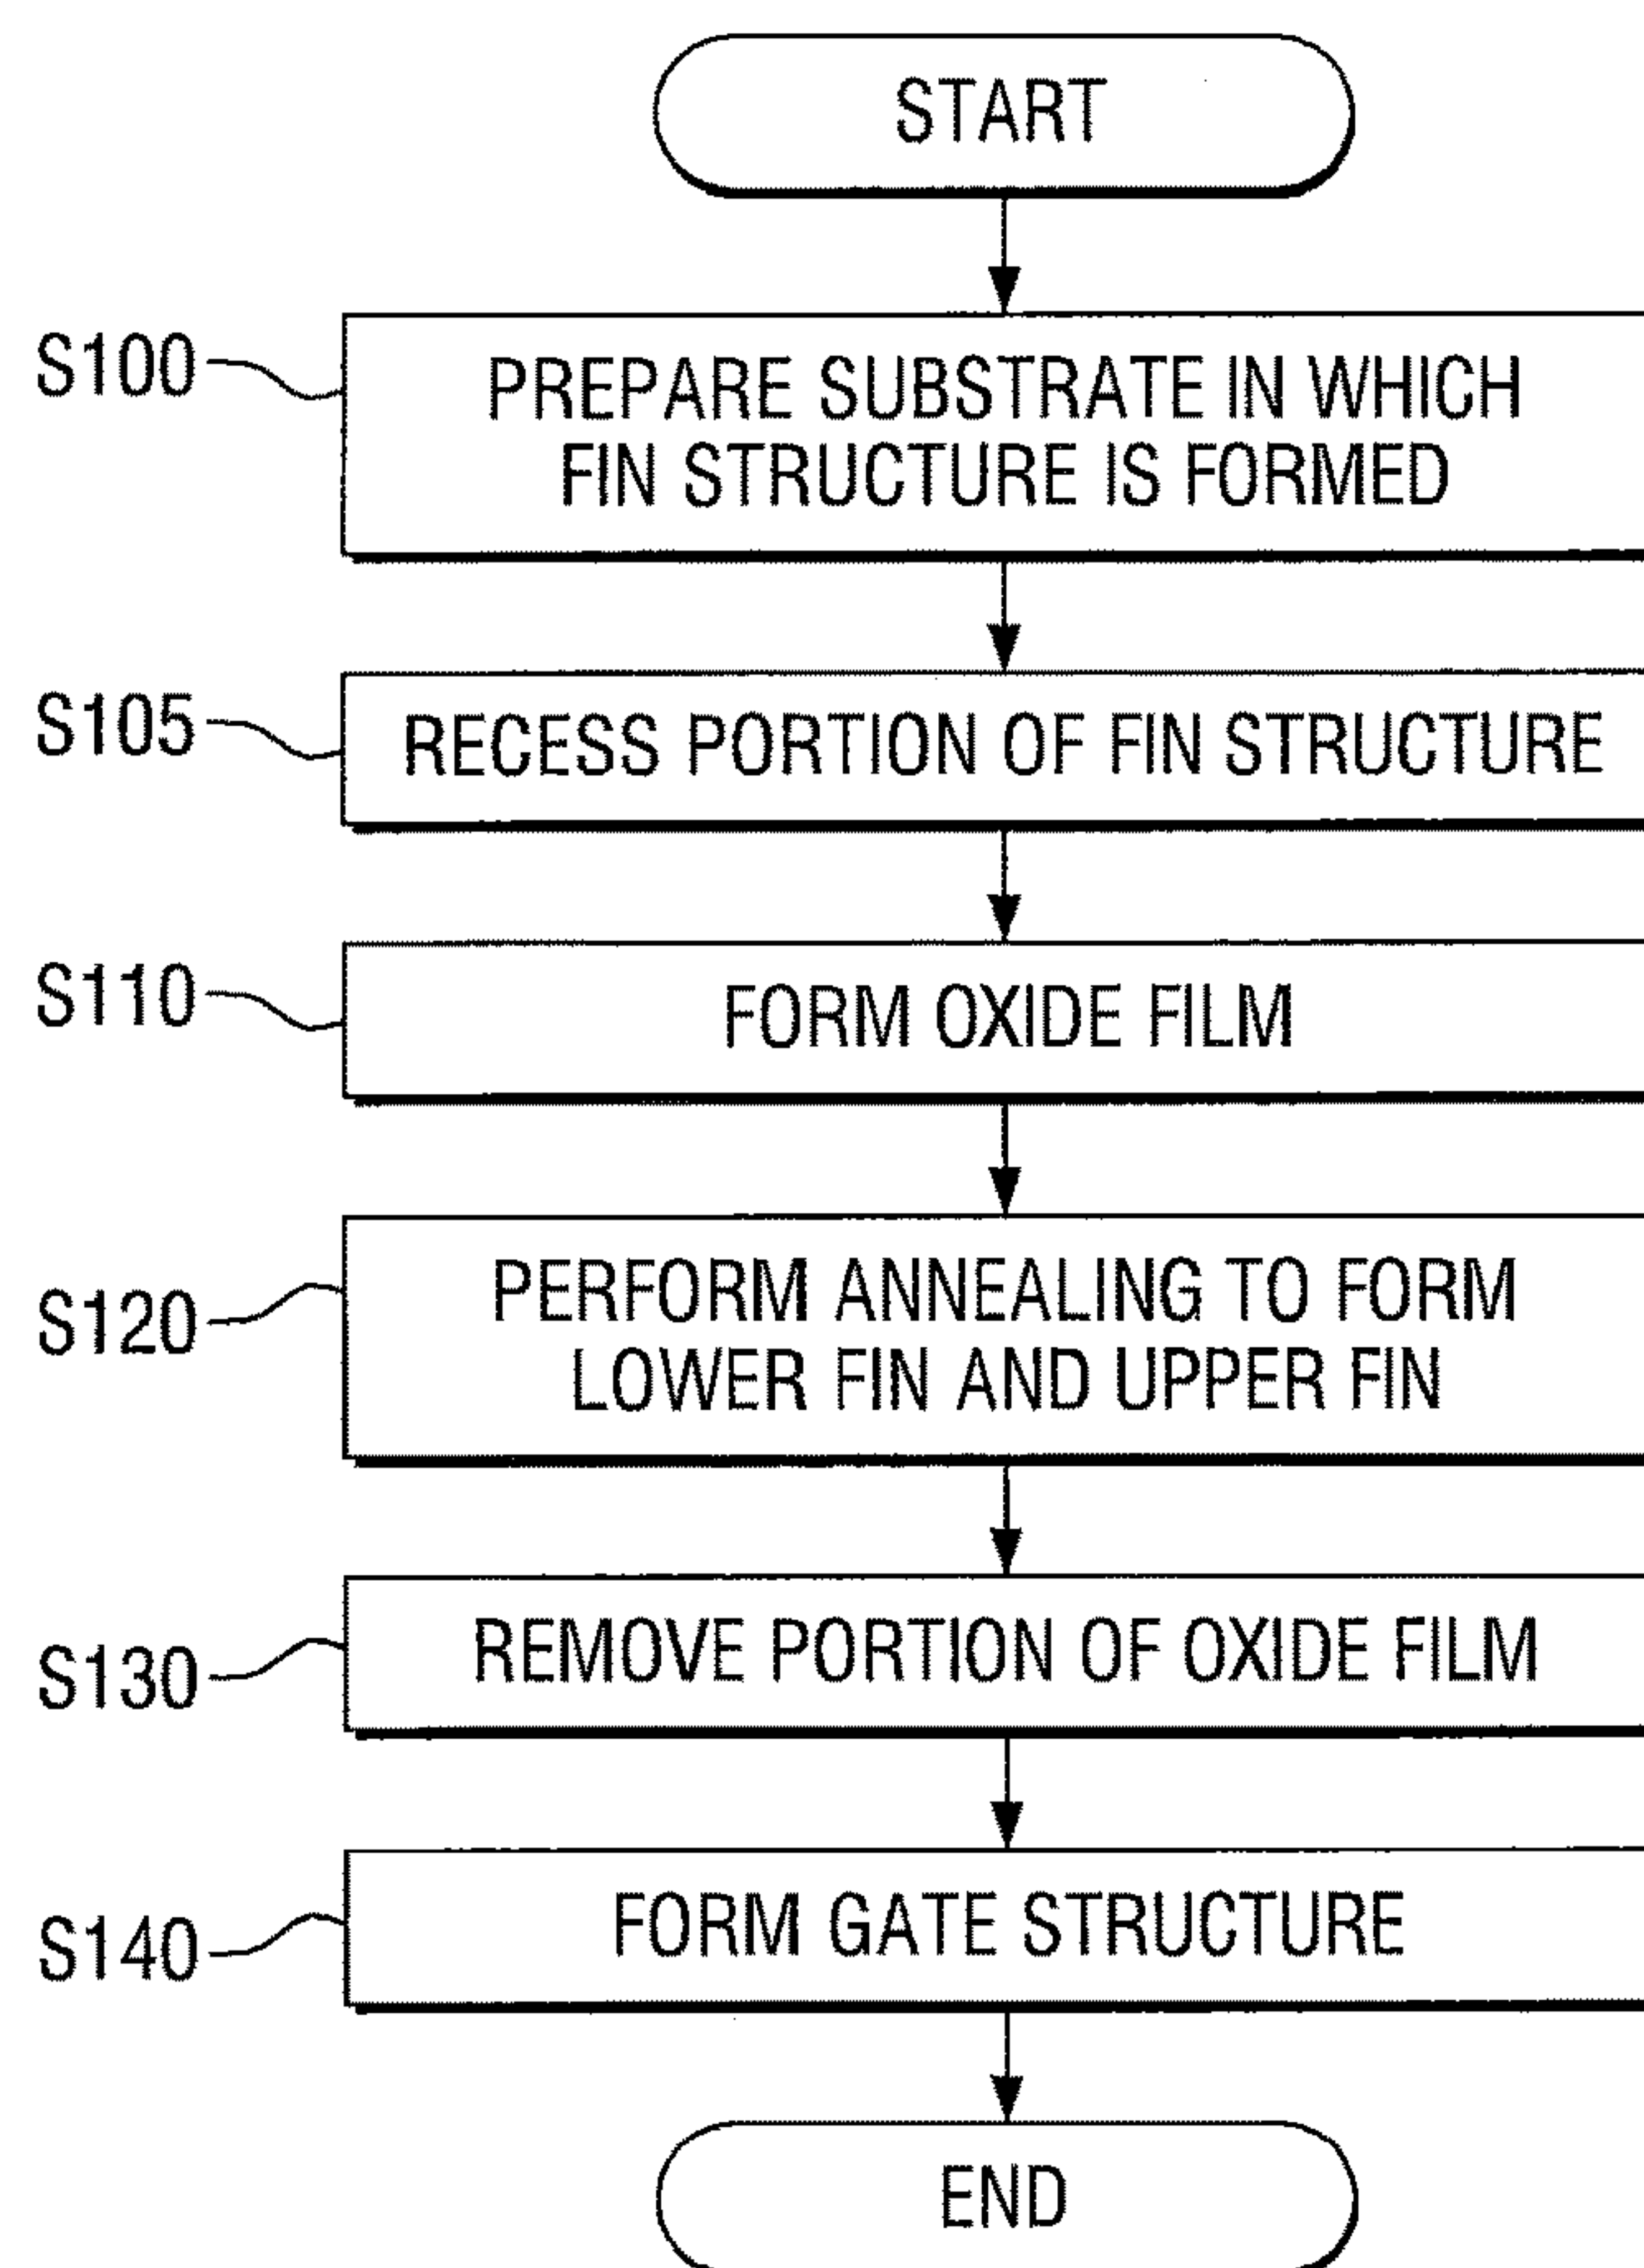 START
S100
PREPARE SUBSTRATE IN WHICH
FIN STRUCTURE IS FORMED
S105
RECESS PORTION OF FIN STRUCTURE
S110
FORM OXIDE FILM
S120
PERFORM ANNEALING TO FORM
LOWER FIN AND UPPER FIN
S130
REMOVE PORTION OF OXIDE FILM
S140
FORM GATE STRUCTURE
END